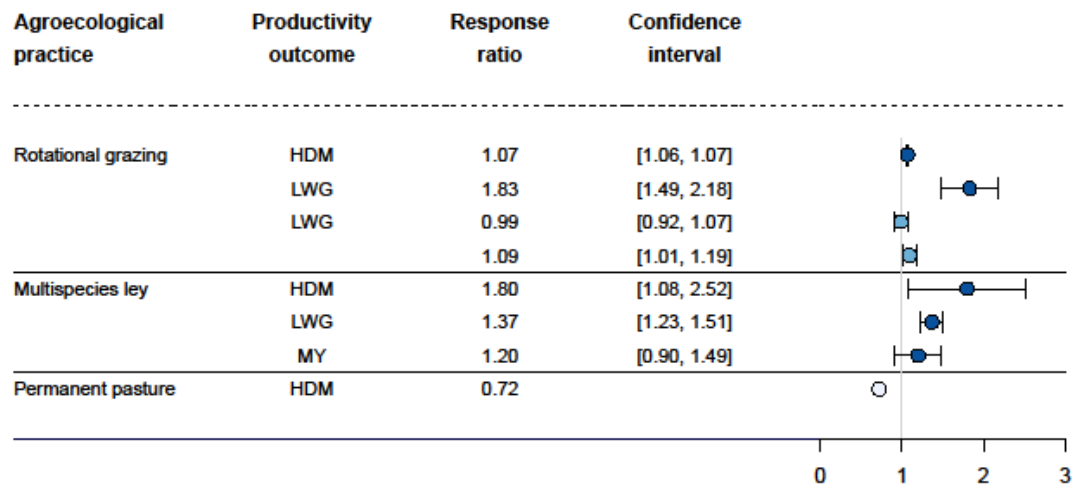 Agroecological practice Productivity outcome Response ratio Confidence interval
Rotational grazing HDM 1.07 [1.06, 1.07]
LWG 1.83 [1.49, 2.18]
LWG 0.99 [0.92, 1.07]
1.09 [1.01, 1.19]
Multispecies ley HDM 1.80 [1.08, 2.52]
LWG 1.37 [1.23, 1.51]
MY 1.20 [0.90, 1.49]
Permanent pasture HDM 0.72
0 1 2 3